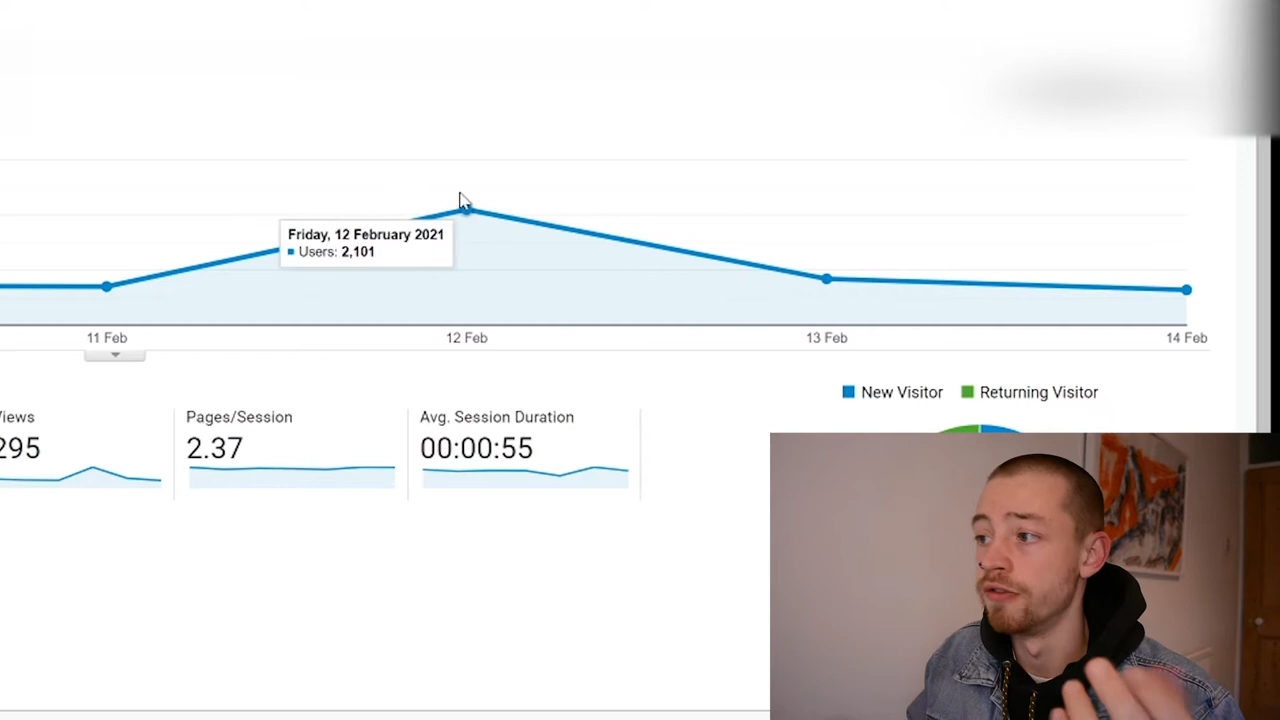 Friday, 12 February 2021
Users: 2,101
11 Feb
12 Feb
13 Feb
14 Feb
New Visitor
Returning Visitor
iews
Pages/Session
Avg. Session Duration
295
2.37
00:00:55